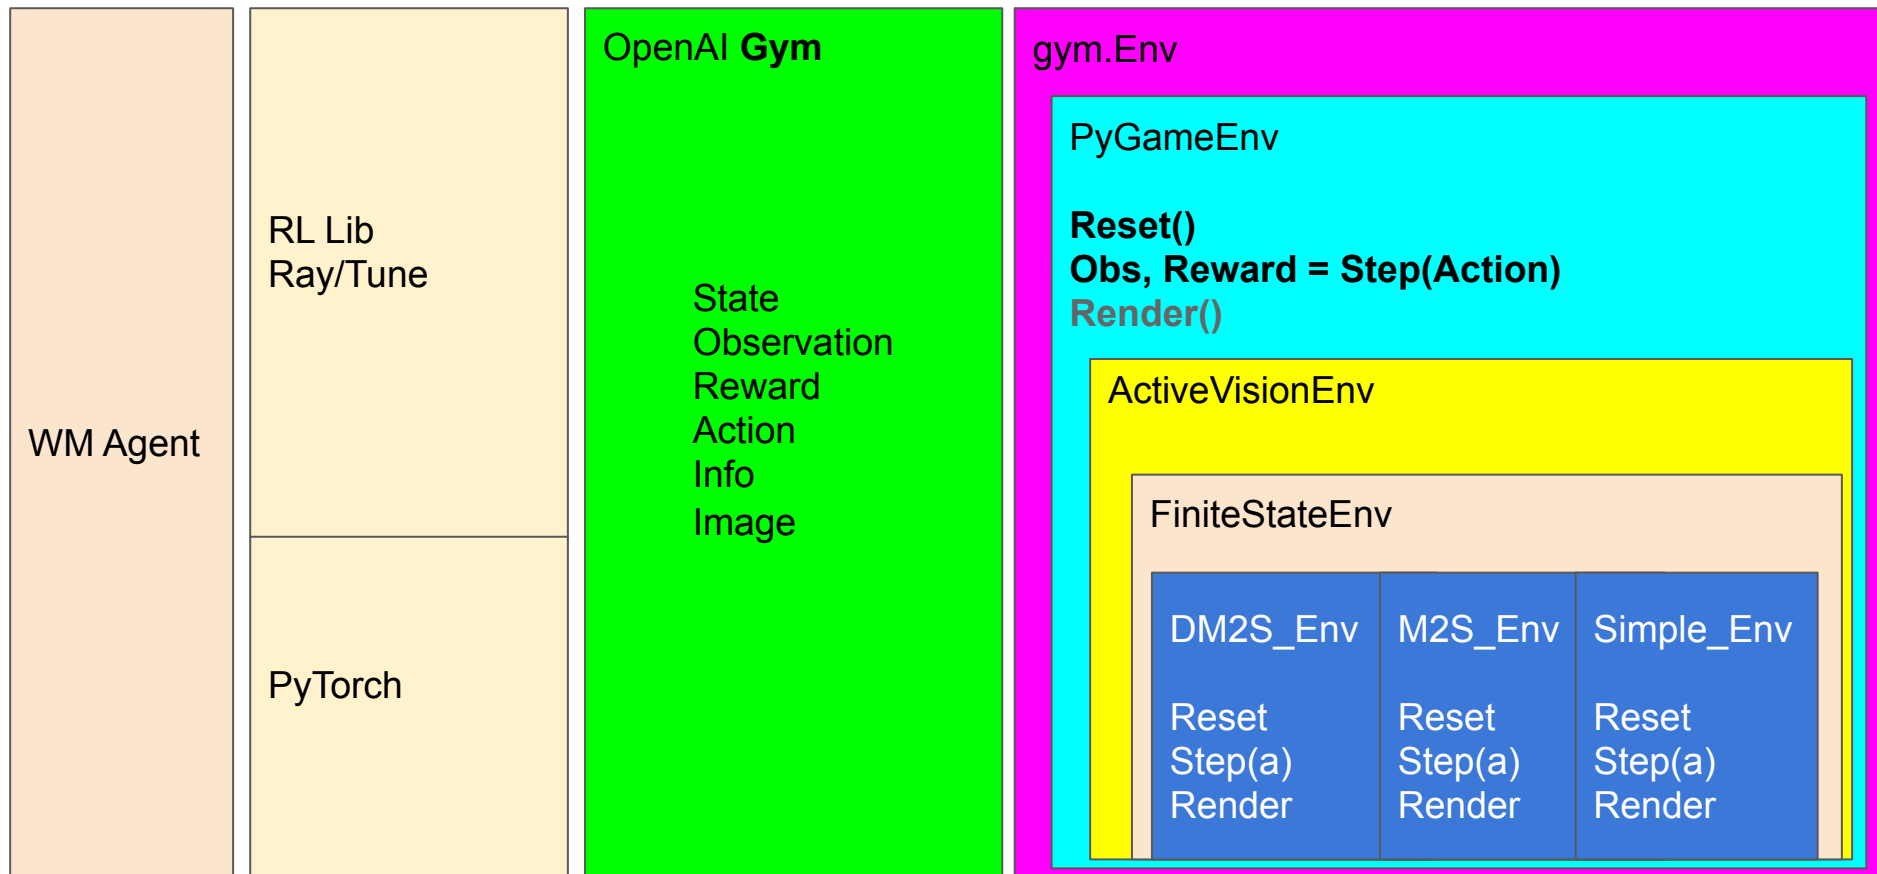 WM Agent
RL Lib
Ray/Tune
PyTorch
OpenAI Gym
State
Observation
Reward
Action
Info
Image
gym.Env
PyGameEnv
Reset()
Obs, Reward = Step(Action)
Render()
ActiveVisionEnv
FiniteStateEnv
DM2S_Env
Reset
Step(a)
Render
M2S_Env
Reset
Step(a)
Render
Simple_Env
Reset
Step(a)
Render